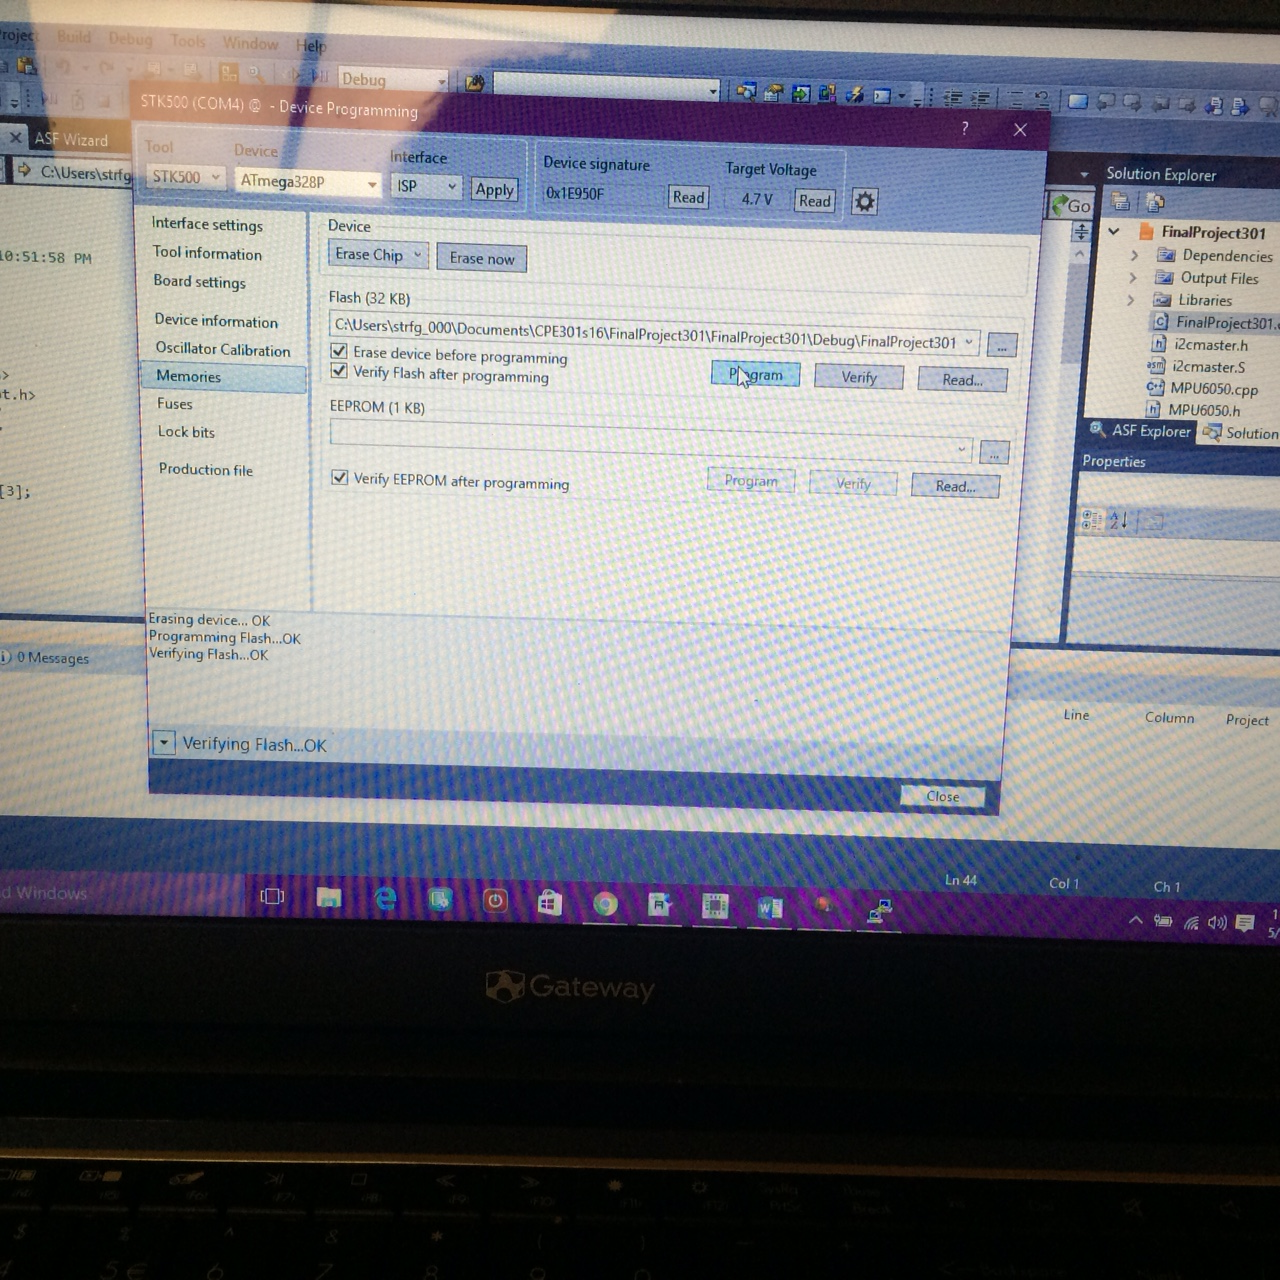 Project Build Debug Tools Window Help
Debug
STK500 (COM4) @ - Device Programming
? ×
ASF Wizard
C:\Users\strfg
Tool Device Interface Device signature Target Voltage
STK500 ATmega328P ISP Apply 0x1E950F Read 4.7 V Read
Go
Solution Explorer
10:51:58 PM
Interface settings
Tool information
Board settings
Device information
Oscillator Calibration
Memories
Fuses
Lock bits
Production file
Device
Erase Chip Erase now
Flash (32 KB)
C:\Users\strfg_000\Documents\CPE301s16\FinalProject301\FinalProject301\Debug\FinalProject301 ...
Erase device before programming
Verify Flash after programming
Program Verify Read...
EEPROM (1 KB)
...
Verify EEPROM after programming
Program Verify Read...
>
t.h>
[3];
FinalProject301
Dependencies
Output Files
Libraries
FinalProject301.c
i2cmaster.h
i2cmaster.S
MPU6050.cpp
MPU6050.h
ASF Explorer Solution
Properties
Erasing device... OK
Programming Flash...OK
Verifying Flash...OK
0 Messages
Verifying Flash...OK
Close
Line Column Project
Ln 44 Col 1 Ch 1
d Windows
Gateway